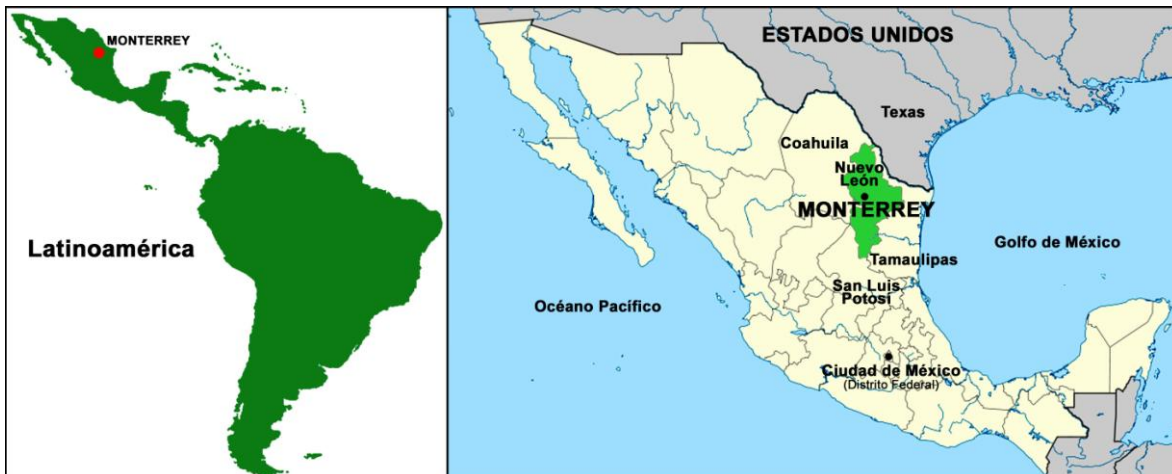 MONTERREY
Latinoamérica
ESTADOS UNIDOS
Texas
Coahuila
Nuevo
León
MONTERREY
Golfo de México
Tamaulipas
San Luis
Potosí
Océano Pacífico
Ciudad de México
(Distrito Federal)